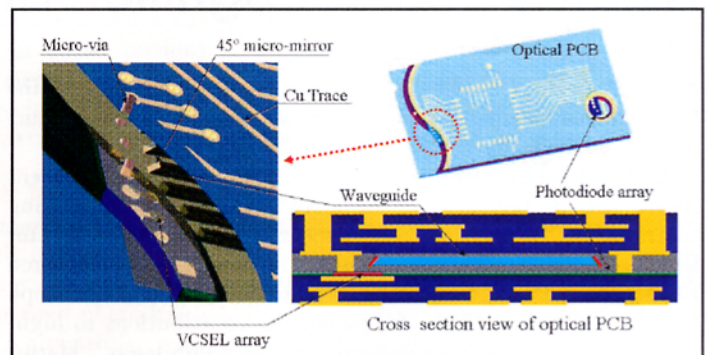 Micro-via
45° micro-mirror
Optical PCB
Cu Trace
Waveguide
Photodiode array
VCSEL array
Cross section view of optical PCB